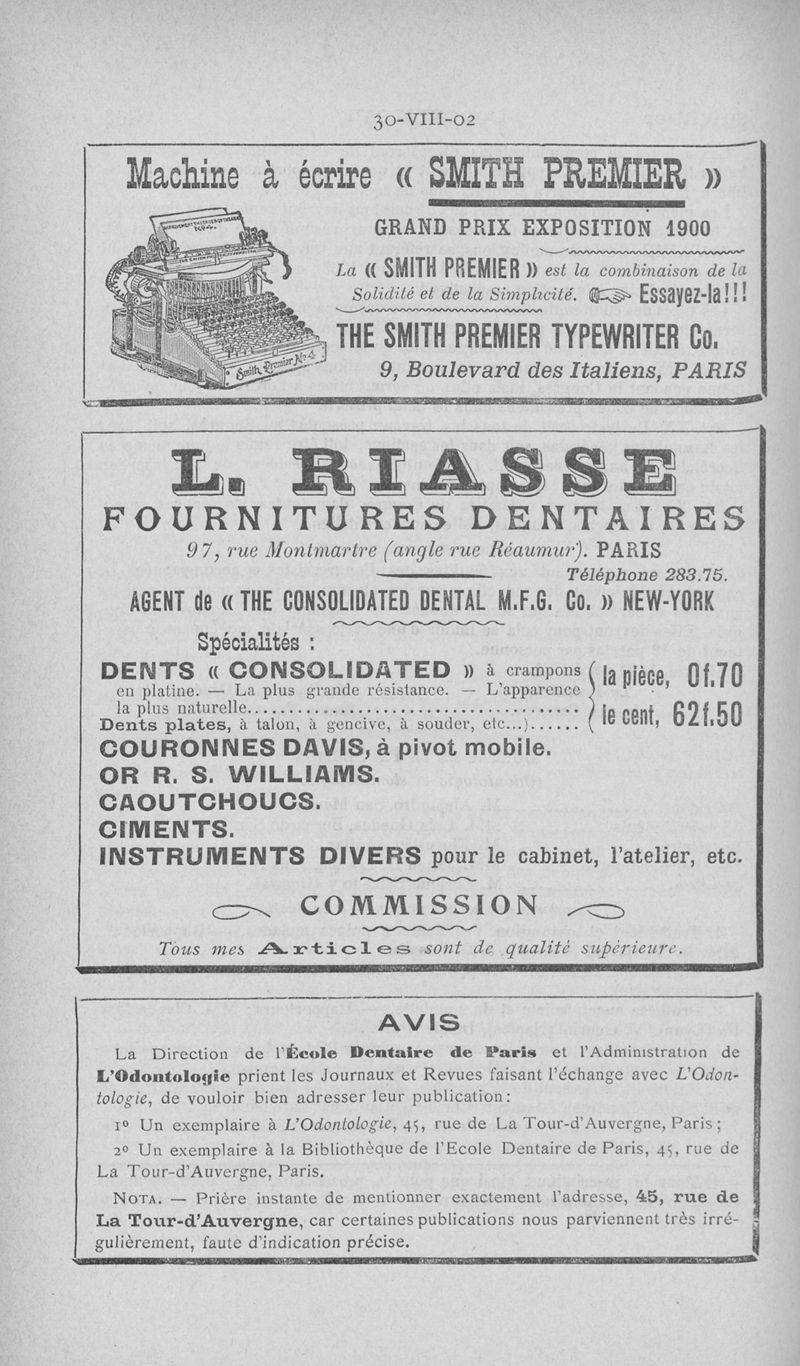 30-VIII-02
Machine à écrire « SMITH PREMIER »
GRAND PRIX EXPOSITION 1900
La « SMITH PREMIER » est la combinaison de la
Solidité et de la Simplicité. Essayez-la!!!
THE SMITH PREMIER TYPEWRITER Co.
9, Boulevard des Italiens, PARIS
Smith Premier No 4
L. RIASSE
FOURNITURES DENTAIRES
97, rue Montmartre (angle rue Réaumur). PARIS
Téléphone 283.75.
AGENT de « THE CONSOLIDATED DENTAL M.F.G. Co. » NEW-YORK
Spécialités :
DENTS « CONSOLIDATED » à crampons
en platine. — La plus grande résistance. — L'apparence
la plus naturelle
Dents plates, à talon, à gencive, à souder, etc...)......
la pièce, 0f.70
le cent, 62f.50
COURONNES DAVIS, à pivot mobile.
OR R. S. WILLIAMS.
CAOUTCHOUCS.
CIMENTS.
INSTRUMENTS DIVERS pour le cabinet, l'atelier, etc.
COMMISSION
Tous mes Articles sont de qualité supérieure.
AVIS
La Direction de l'École Dentaire de Paris et l'Administration de
L'Odontologie prient les Journaux et Revues faisant l'échange avec L'Odon-
tologie, de vouloir bien adresser leur publication:
1º Un exemplaire à L'Odontologie, 45, rue de La Tour-d'Auvergne, Paris;
2º Un exemplaire à la Bibliothèque de l'Ecole Dentaire de Paris, 45, rue de
La Tour-d'Auvergne, Paris.
NOTA. — Prière instante de mentionner exactement l'adresse, 45, rue de
La Tour-d'Auvergne, car certaines publications nous parviennent très irré-
gulièrement, faute d'indication précise.